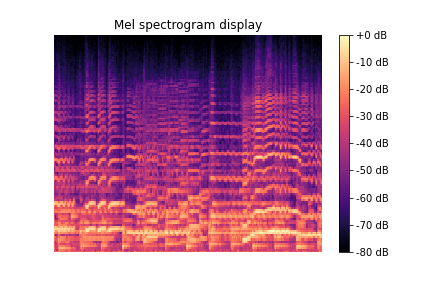 Mel spectrogram display
+0 dB
-10 dB
-20 dB
-30 dB
-40 dB
-50 dB
-60 dB
-70 dB
-80 dB